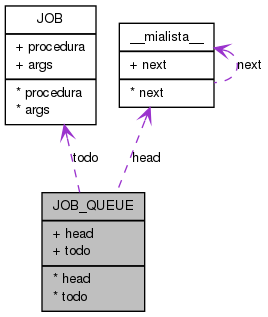 JOB
+ procedura
+ args
* procedura
* args
__mialista__
+ next
* next
next
todo
head
JOB_QUEUE
+ head
+ todo
* head
* todo